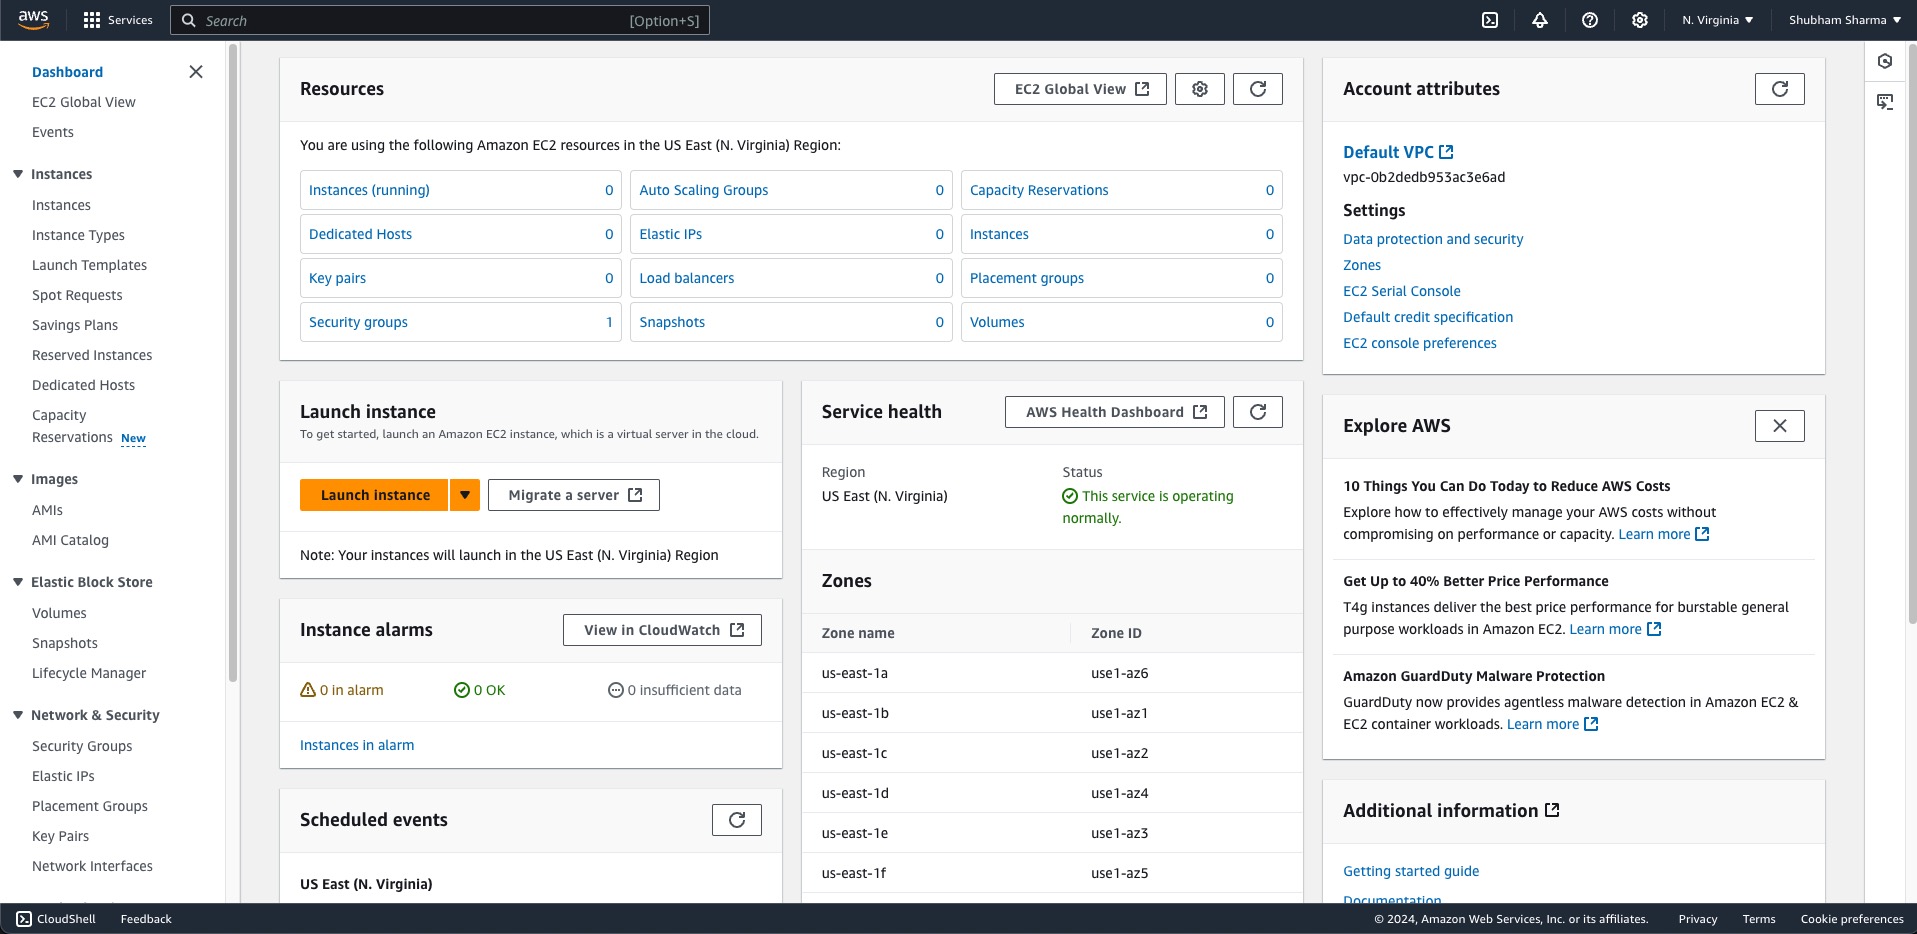 aws
Services
Search
[Option+S]
N. Virginia
Shubham Sharma
Dashboard
EC2 Global View
Events
Instances
Instances
Instance Types
Launch Templates
Spot Requests
Savings Plans
Reserved Instances
Dedicated Hosts
Capacity
Reservations New
Images
AMIs
AMI Catalog
Elastic Block Store
Volumes
Snapshots
Lifecycle Manager
Network & Security
Security Groups
Elastic IPs
Placement Groups
Key Pairs
Network Interfaces
Resources
EC2 Global View
You are using the following Amazon EC2 resources in the US East (N. Virginia) Region:
Instances (running) 0
Auto Scaling Groups 0
Capacity Reservations 0
Dedicated Hosts 0
Elastic IPs 0
Instances 0
Key pairs 0
Load balancers 0
Placement groups 0
Security groups 1
Snapshots 0
Volumes 0
Launch instance
To get started, launch an Amazon EC2 instance, which is a virtual server in the cloud.
Launch instance
Migrate a server
Note: Your instances will launch in the US East (N. Virginia) Region
Instance alarms
View in CloudWatch
0 in alarm
0 OK
0 insufficient data
Instances in alarm
Scheduled events
US East (N. Virginia)
Service health
AWS Health Dashboard
Region
Status
US East (N. Virginia)
This service is operating
normally.
Zones
Zone name Zone ID
us-east-1a use1-az6
us-east-1b use1-az1
us-east-1c use1-az2
us-east-1d use1-az4
us-east-1e use1-az3
us-east-1f use1-az5
Account attributes
Default VPC
vpc-0b2dedb953ac3e6ad
Settings
Data protection and security
Zones
EC2 Serial Console
Default credit specification
EC2 console preferences
Explore AWS
10 Things You Can Do Today to Reduce AWS Costs
Explore how to effectively manage your AWS costs without
compromising on performance or capacity. Learn more
Get Up to 40% Better Price Performance
T4g instances deliver the best price performance for burstable general
purpose workloads in Amazon EC2. Learn more
Amazon GuardDuty Malware Protection
GuardDuty now provides agentless malware detection in Amazon EC2 &
EC2 container workloads. Learn more
Additional information
Getting started guide
Documentation
CloudShell
Feedback
© 2024, Amazon Web Services, Inc. or its affiliates.
Privacy
Terms
Cookie preferences